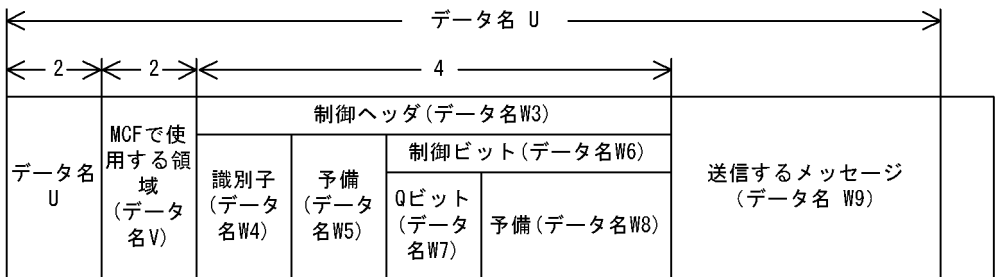 データ名 U
2
2
4
データ名
U
MCFで使
用する領
域
(データ
名V)
制御ヘッダ(データ名W3)
識別子
(データ
名W4)
予備
(データ
名W5)
制御ビット(データ名W6)
Qビット
(データ
名W7)
予備(データ名W8)
送信するメッセージ
(データ名 W9)